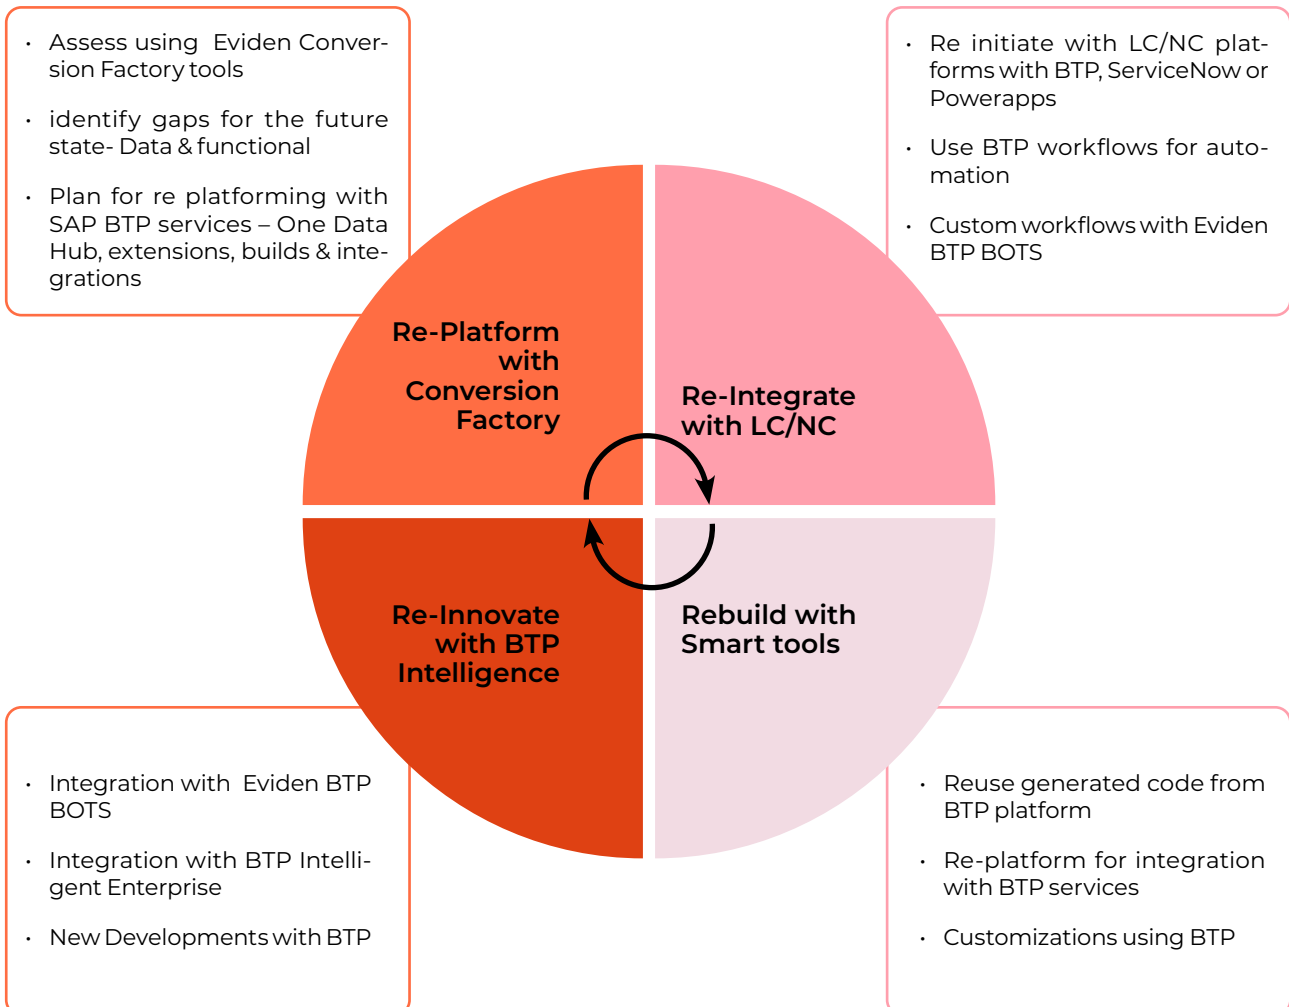 • Assess using Eviden Conver-
sion Factory tools
• identify gaps for the future
state- Data & functional
• Plan for re platforming with
SAP BTP services – One Data
Hub, extensions, builds & inte-
grations
• Re initiate with LC/NC plat-
forms with BTP, ServiceNow or
Powerapps
• Use BTP workflows for auto-
mation
• Custom workflows with Eviden
BTP BOTS
Re-Platform
with
Conversion
Factory
Re-Integrate
with LC/NC
Re-Innovate
with BTP
Intelligence
Rebuild with
Smart tools
• Integration with Eviden BTP
BOTS
• Integration with BTP Intelli-
gent Enterprise
• New Developments with BTP
• Reuse generated code from
BTP platform
• Re-platform for integration
with BTP services
• Customizations using BTP